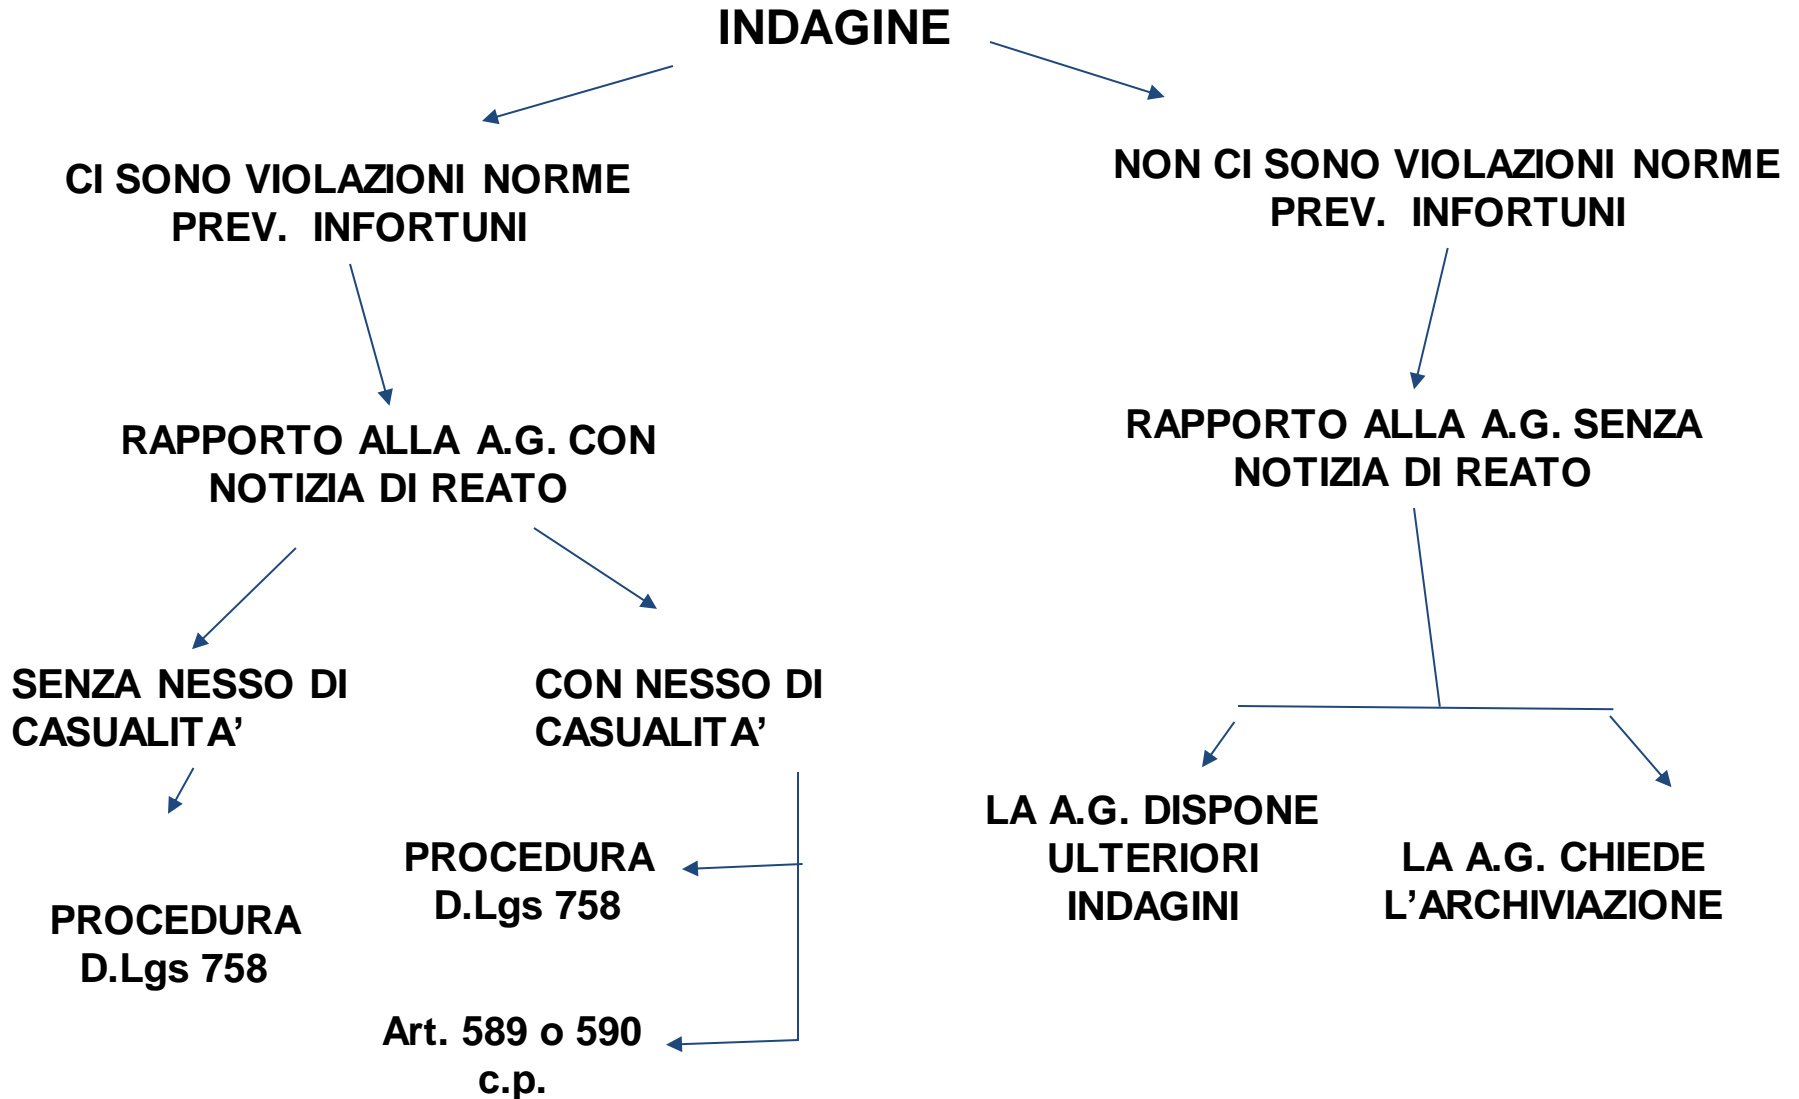 INDAGINE
CI SONO VIOLAZIONI NORME
PREV. INFORTUNI
NON CI SONO VIOLAZIONI NORME
PREV. INFORTUNI
RAPPORTO ALLA A.G. CON
NOTIZIA DI REATO
RAPPORTO ALLA A.G. SENZA
NOTIZIA DI REATO
SENZA NESSO DI
CASUALITA’
CON NESSO DI
CASUALITA’
PROCEDURA
D.Lgs 758
PROCEDURA
D.Lgs 758
Art. 589 o 590
c.p.
LA A.G. DISPONE
ULTERIORI
INDAGINI
LA A.G. CHIEDE
L’ARCHIVIAZIONE